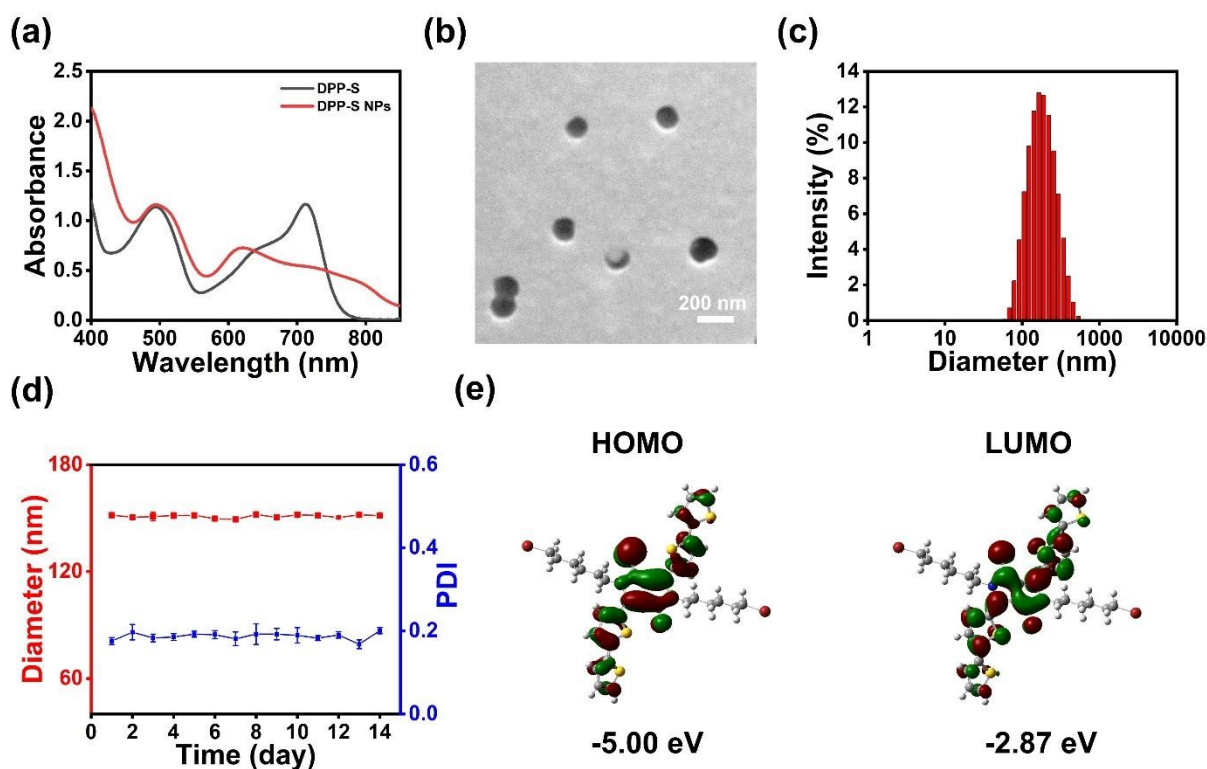 (a)
2.5
2.0
1.5
1.0
0.5
0.0
Absorbance
DPP-S
DPP-S NPs
400 500 600 700 800
Wavelength (nm)
(b)
200 nm
(c)
14
12
10
8
6
4
2
0
Intensity (%)
1 10 100 1000 10000
Diameter (nm)
(d)
180
120
60
Diameter (nm)
0.6
0.4
0.2
0.0
PDI
0 2 4 6 8 10 12 14
Time (day)
(e)
HOMO
LUMO
-5.00 eV
-2.87 eV